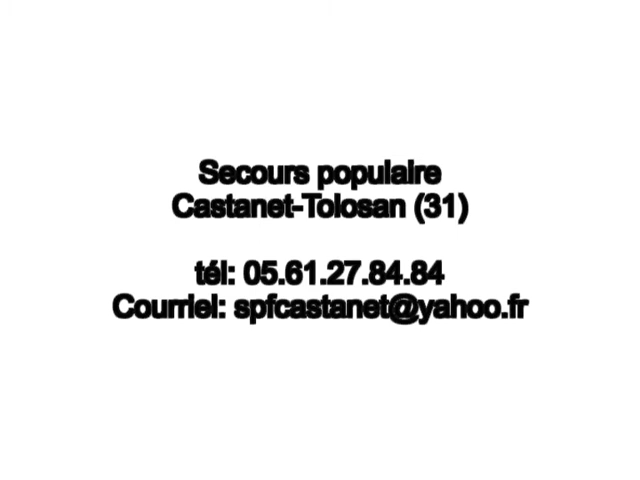 Secours populaire
Castanet-Tolosan (31)
tél: 05.61.27.84.84
Courriel: spfcastanet@yahoo.fr